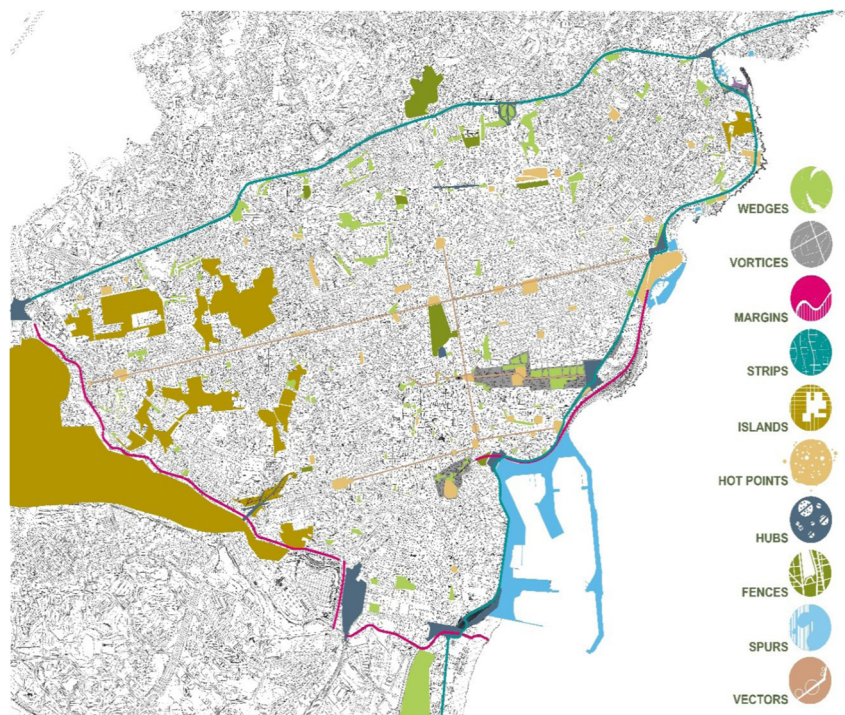 WEDGES
VORTICES
MARGINS
STRIPS
ISLANDS
HOT POINTS
HUBS
FENCES
SPURS
VECTORS